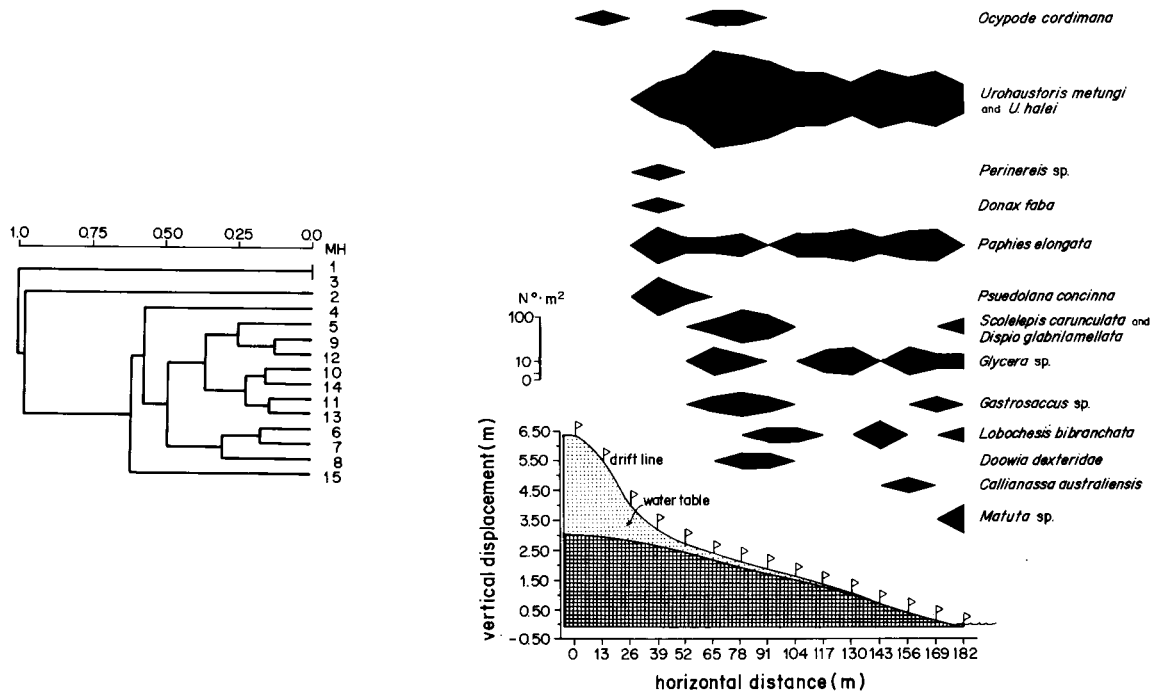 1.0 0.75 0.50 0.25 0.0
MH
1
3
2
4
5
9
12
10
14
11
13
6
7
8
15
Ocypode cordimana
Urohaustoris metungi
and U. halei
Perinereis sp.
Donax faba
Paphies elongata
Psuedolana concinna
Scolelepis carunculata and
Dispio glabrilamellata
Glycera sp.
Gastrosaccus sp.
Lobochesis bibranchata
Doowia dexteridae
Callianassa australiensis
Matuta sp.
N°·m²
100
10
0
vertical displacement (m)
6.50
5.50
4.50
3.50
2.50
1.50
0.50
-0.50
drift line
water table
0 13 26 39 52 65 78 91 104 117 130 143 156 169 182
horizontal distance (m)